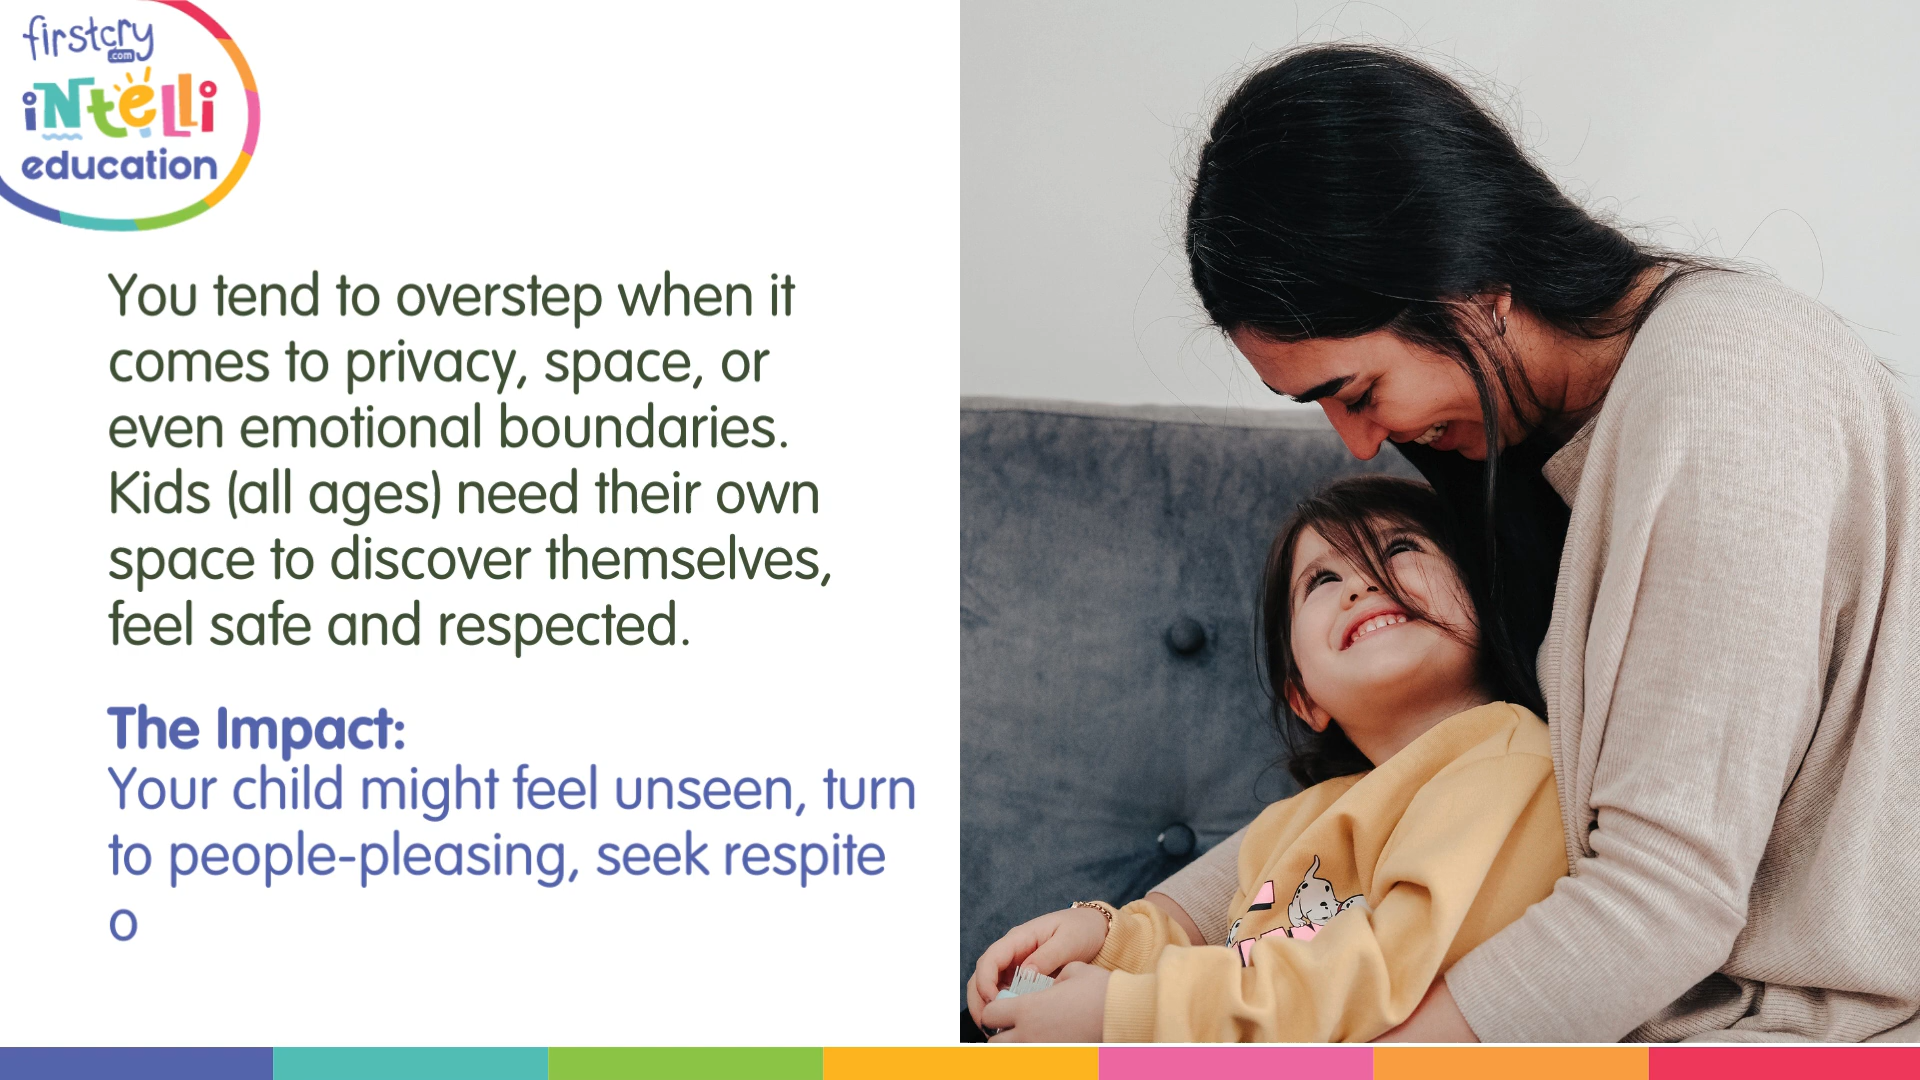 firstcry
.com
iNtelli
education
You tend to overstep when it
comes to privacy, space, or
even emotional boundaries.
Kids (all ages) need their own
space to discover themselves,
feel safe and respected.
The Impact:
Your child might feel unseen, turn
to people-pleasing, seek respite
o